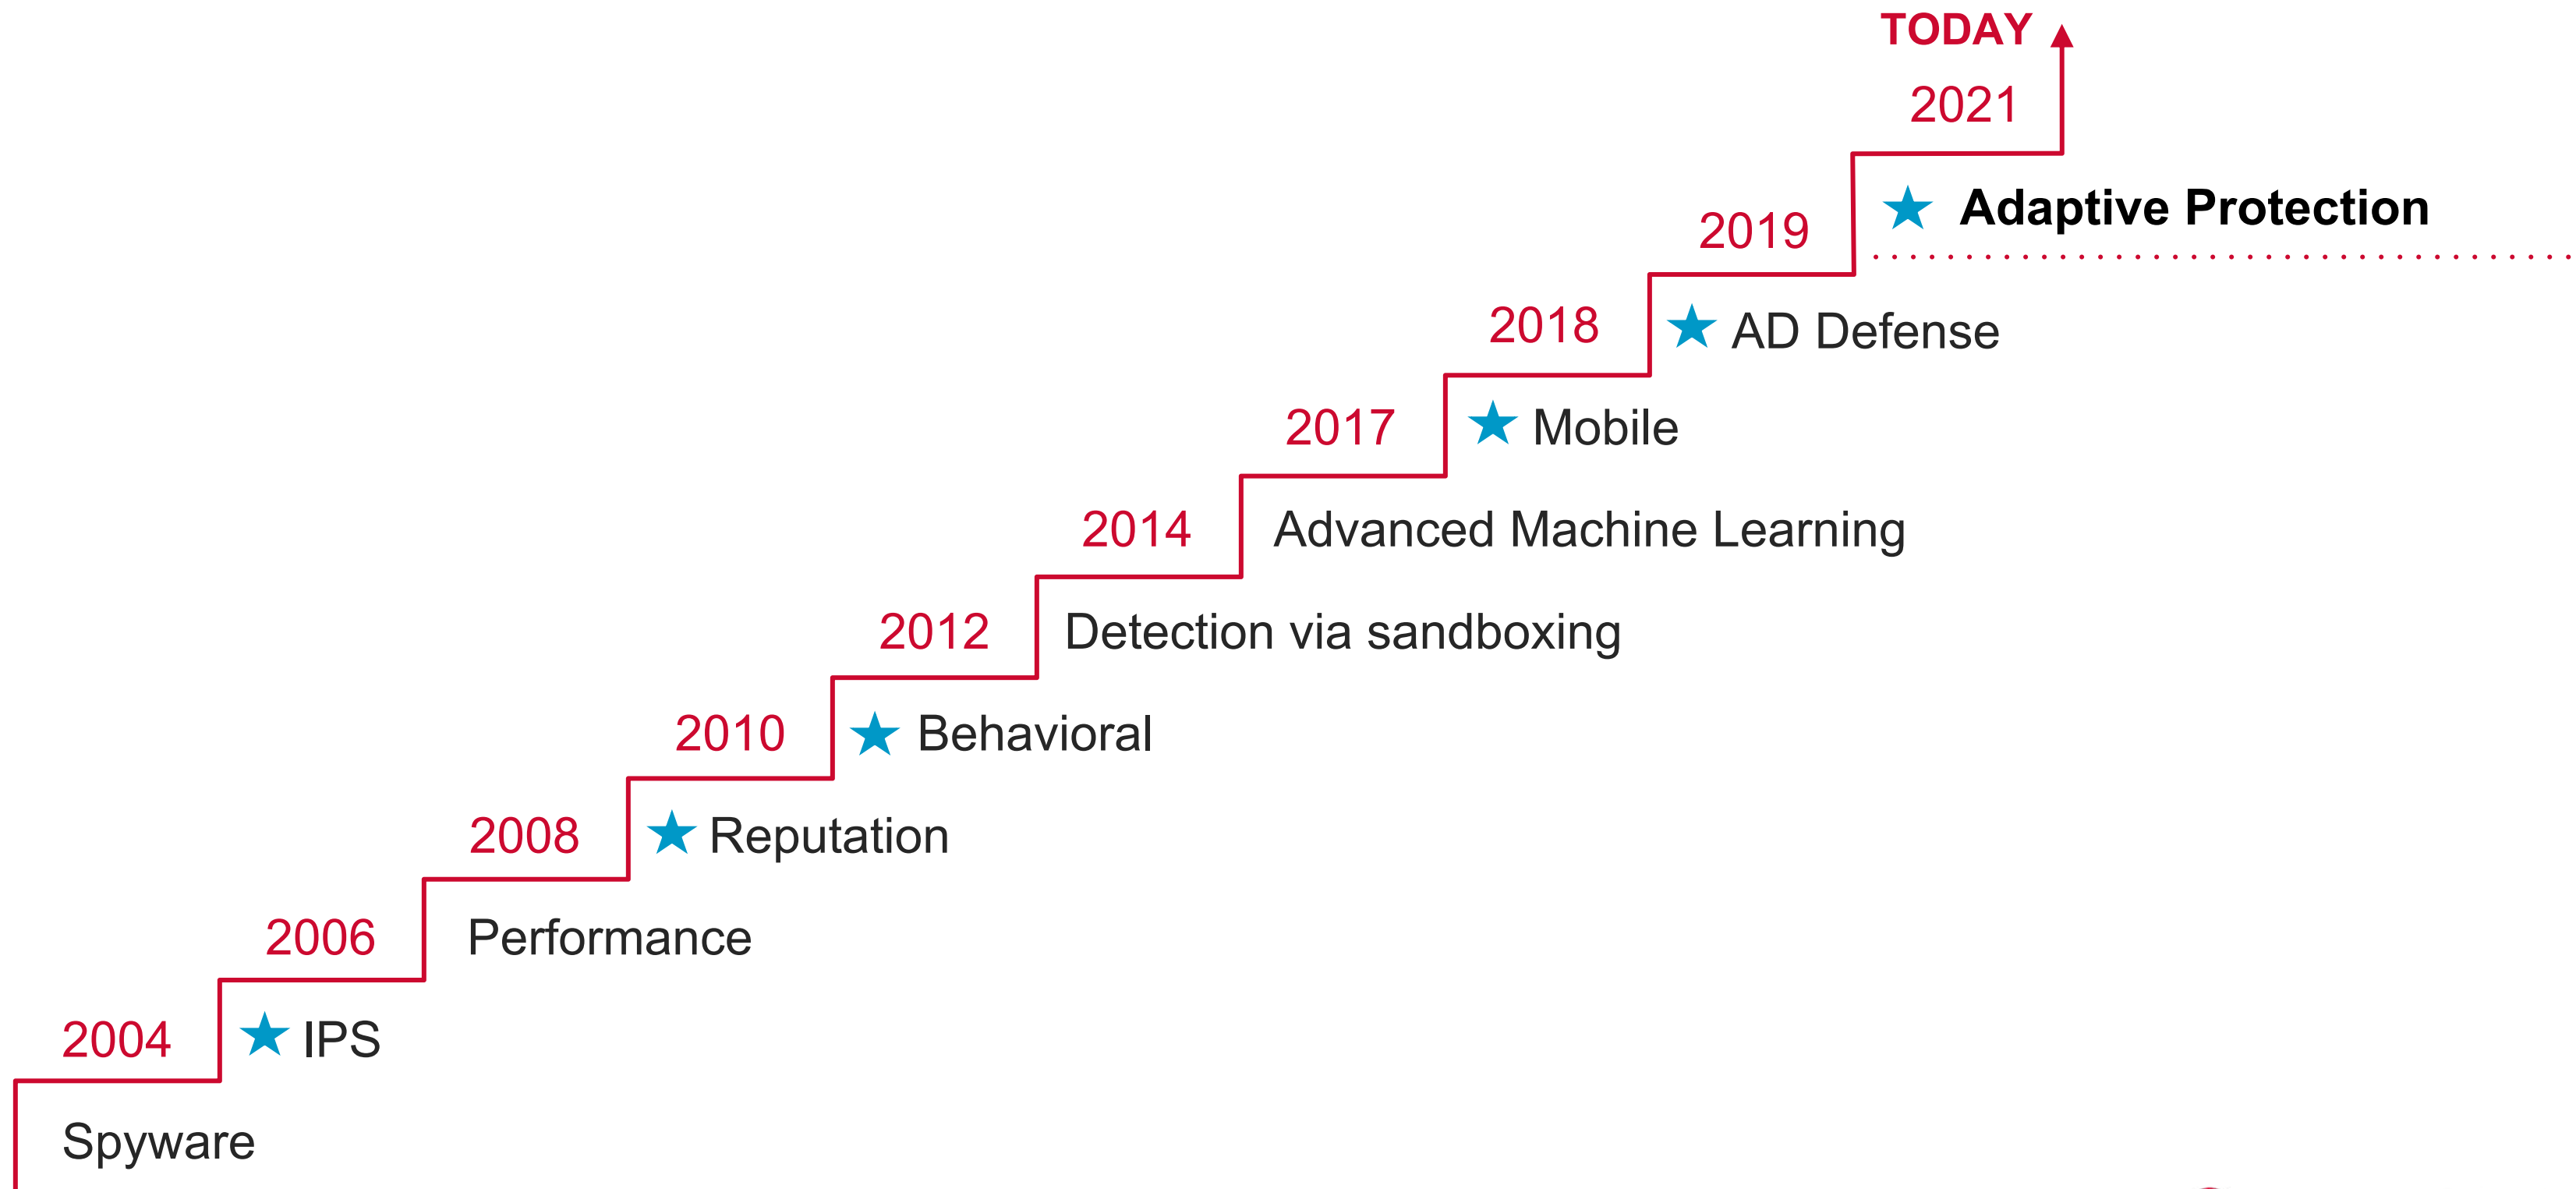 TODAY
2021
Adaptive Protection
2019
AD Defense
2018
Mobile
2017
Advanced Machine Learning
2014
Detection via sandboxing
2012
Behavioral
2010
Reputation
2008
Performance
2006
IPS
2004
Spyware